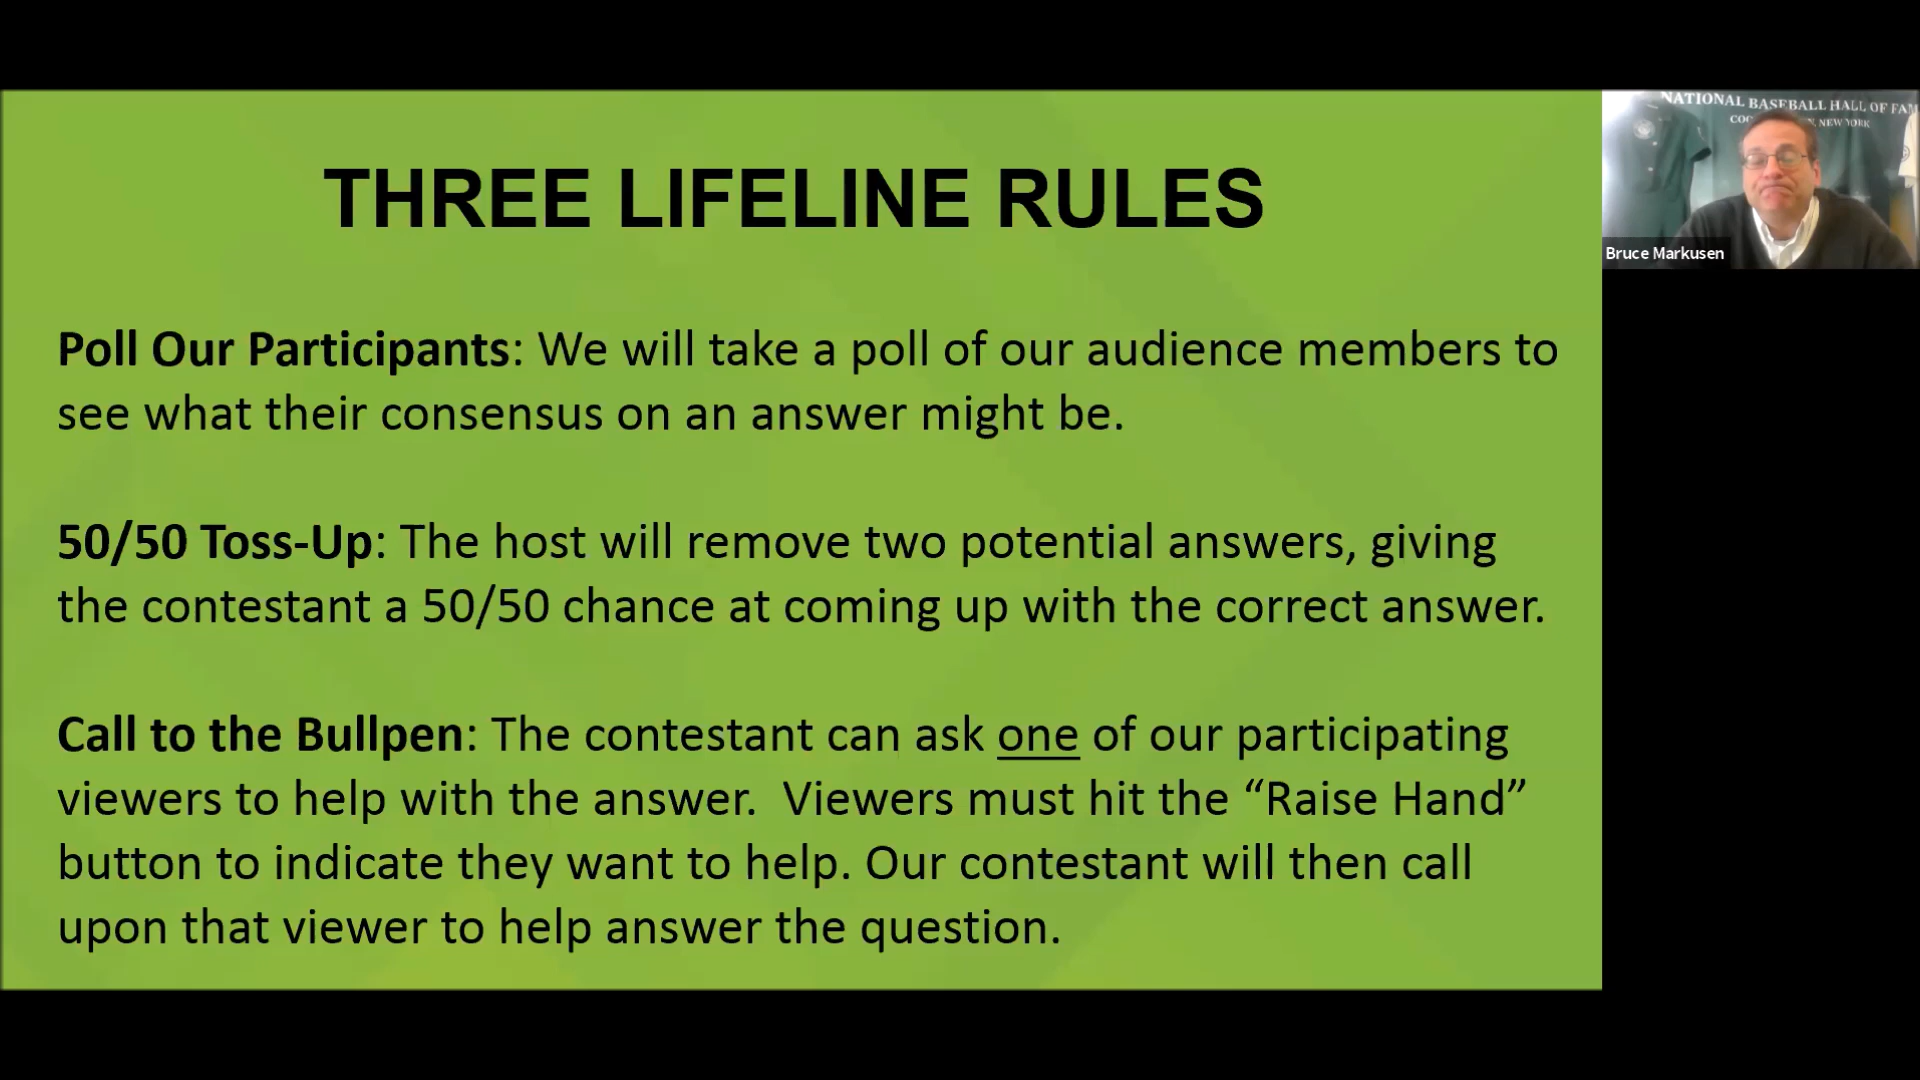 THREE LIFELINE RULES
Poll Our Participants: We will take a poll of our audience members to
see what their consensus on an answer might be.
50/50 Toss-Up: The host will remove two potential answers, giving
the contestant a 50/50 chance at coming up with the correct answer.
Call to the Bullpen: The contestant can ask one of our participating
viewers to help with the answer.  Viewers must hit the “Raise Hand”
button to indicate they want to help. Our contestant will then call
upon that viewer to help answer the question.
NATIONAL BASEBALL HALL OF
NEW YORK
Bruce Markusen